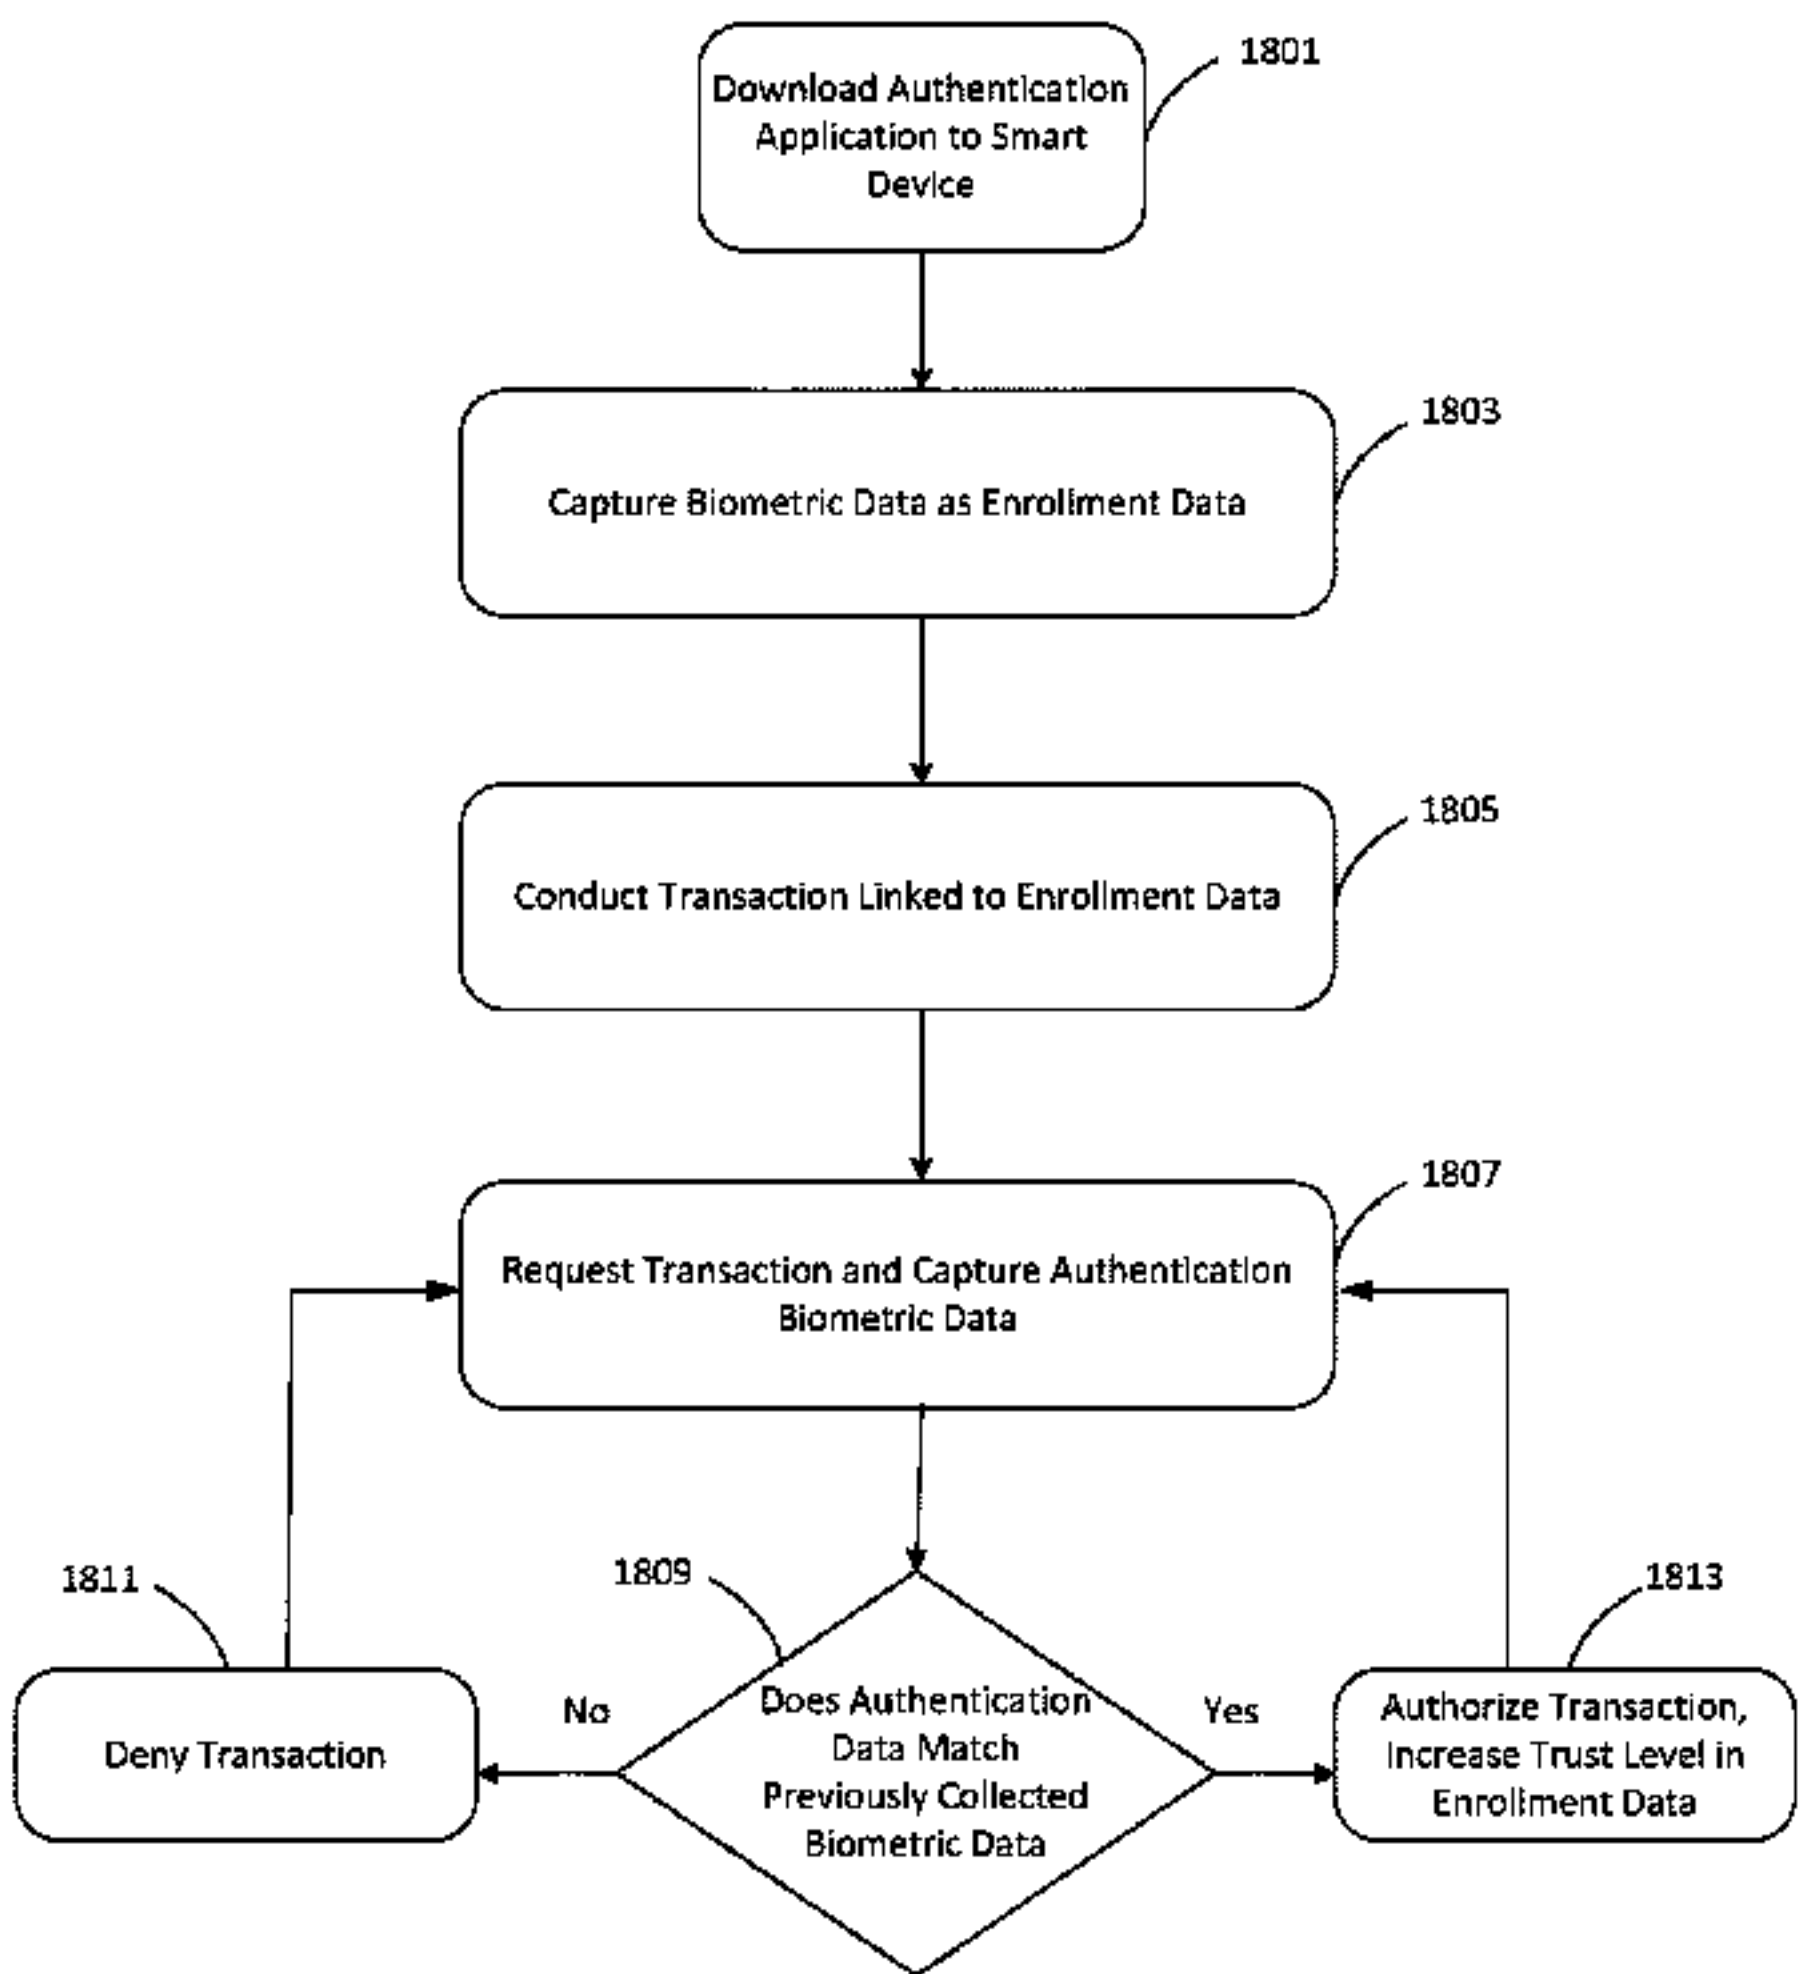 1801
Download Authentication
Application to Smart
Device
1803
Capture Biometric Data as Enrollment Data
1805
Conduct Transaction Linked to Enrollment Data
1807
Request Transaction and Capture Authentication
Biometric Data
1811
1809
1813
Deny Transaction
No
Does Authentication
Data Match
Previously Collected
Biometric Data
Yes
Authorize Transaction,
Increase Trust Level in
Enrollment Data